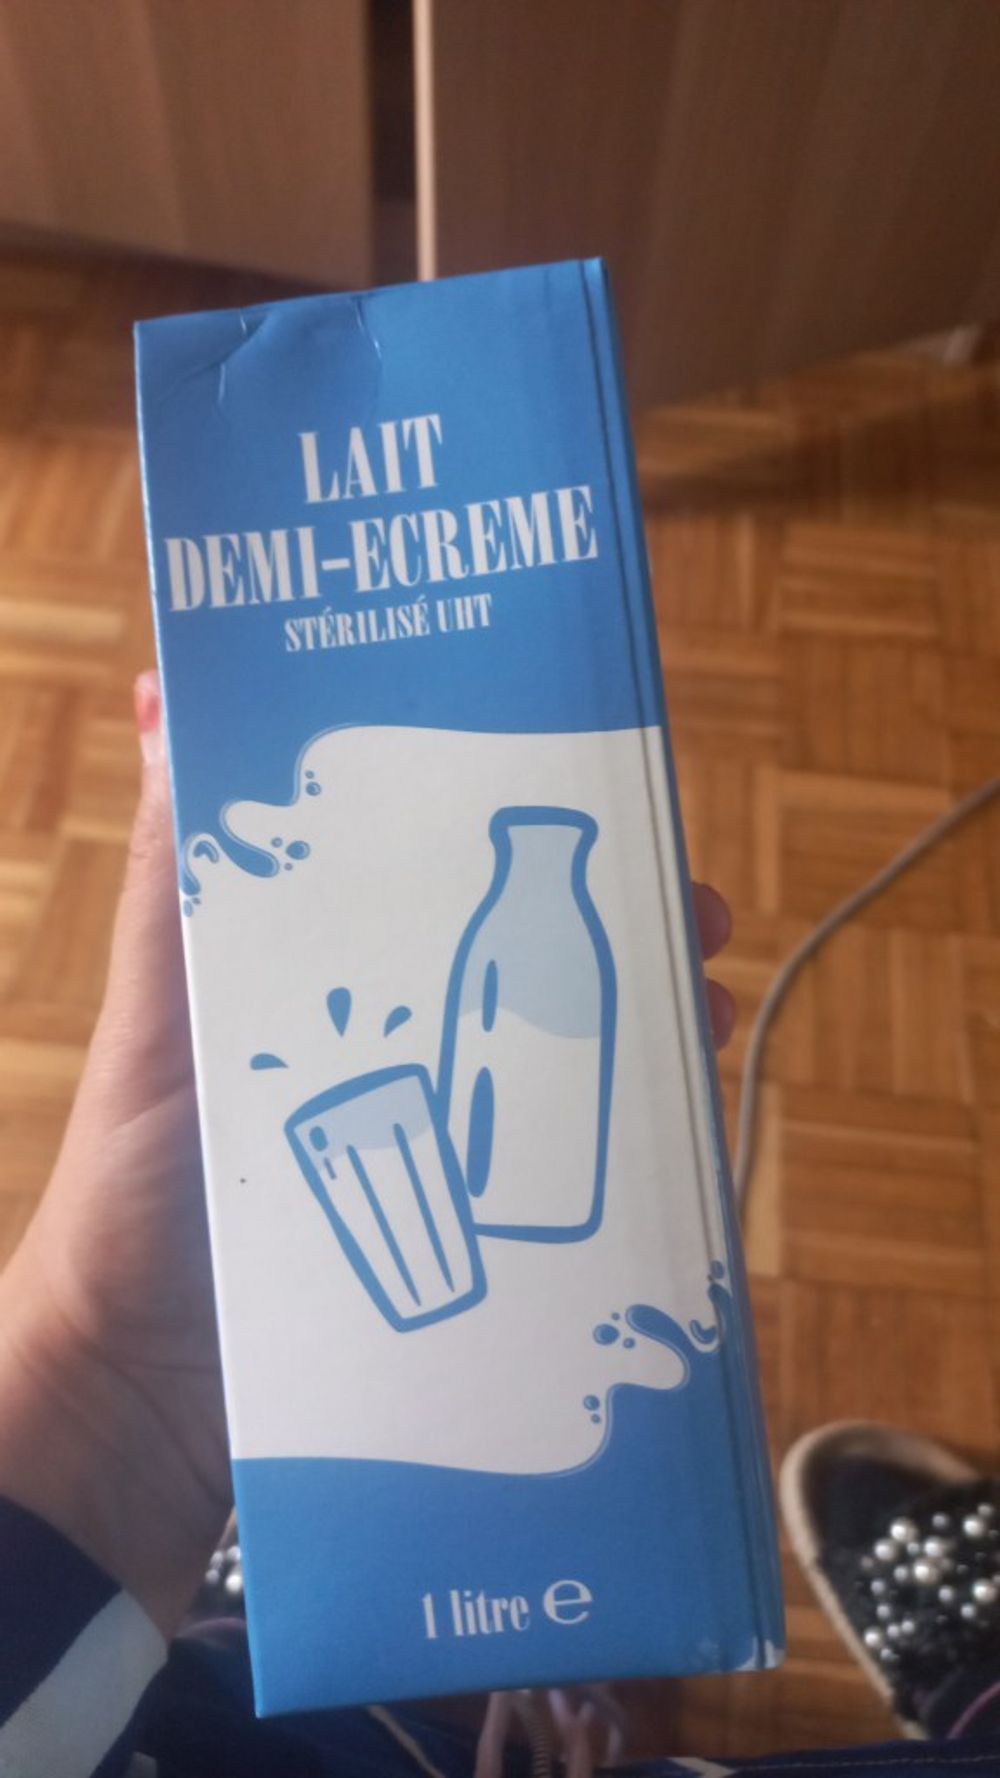 LAIT
DEMI-ECREME
STÉRILISÉ UHT
1 litre ℮